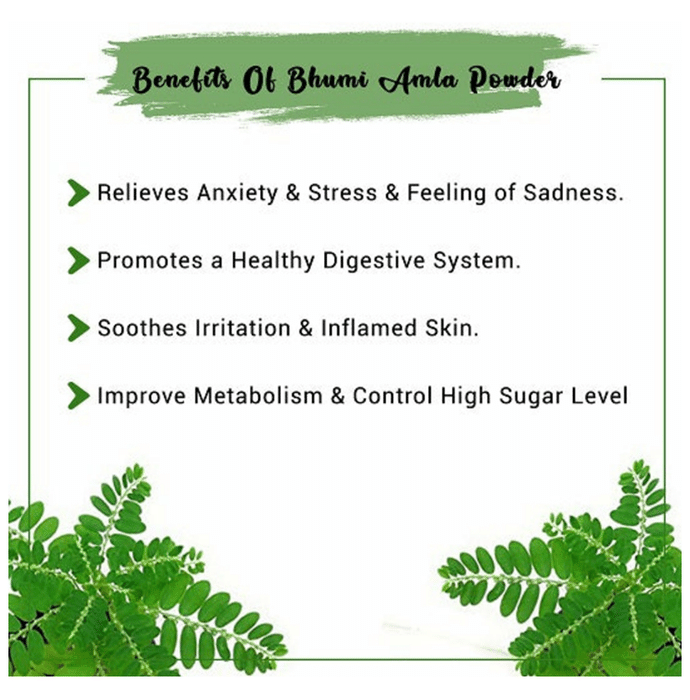 Benefits Of Bhumi Amla Powder
Relieves Anxiety & Stress & Feeling of Sadness.
Promotes a Healthy Digestive System.
Soothes Irritation & Inflamed Skin.
Improve Metabolism & Control High Sugar Level